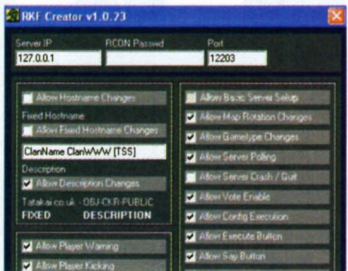 RKF Creator v1.0.23
Server IP RCON Passwd Port
127.0.0.1 12203
Allow Hostname Changes
Fixed Hostname
Allow Fixed Hostname Changes
ClanName ClanWWW [TSS]
Description
Allow Description Changes
Tatakai.co.uk - OBJ-CKR-PUBLIC
FIXED DESCRIPTION
Allow Player Warning
Allow Player Kicking
Allow Basic Server Setup
Allow Map Rotation Changes
Allow Gametype Changes
Allow Server Polling
Allow Server Crash / Quit
Allow Vote Enable
Allow Config Execution
Allow Execute Button
Allow Say Button